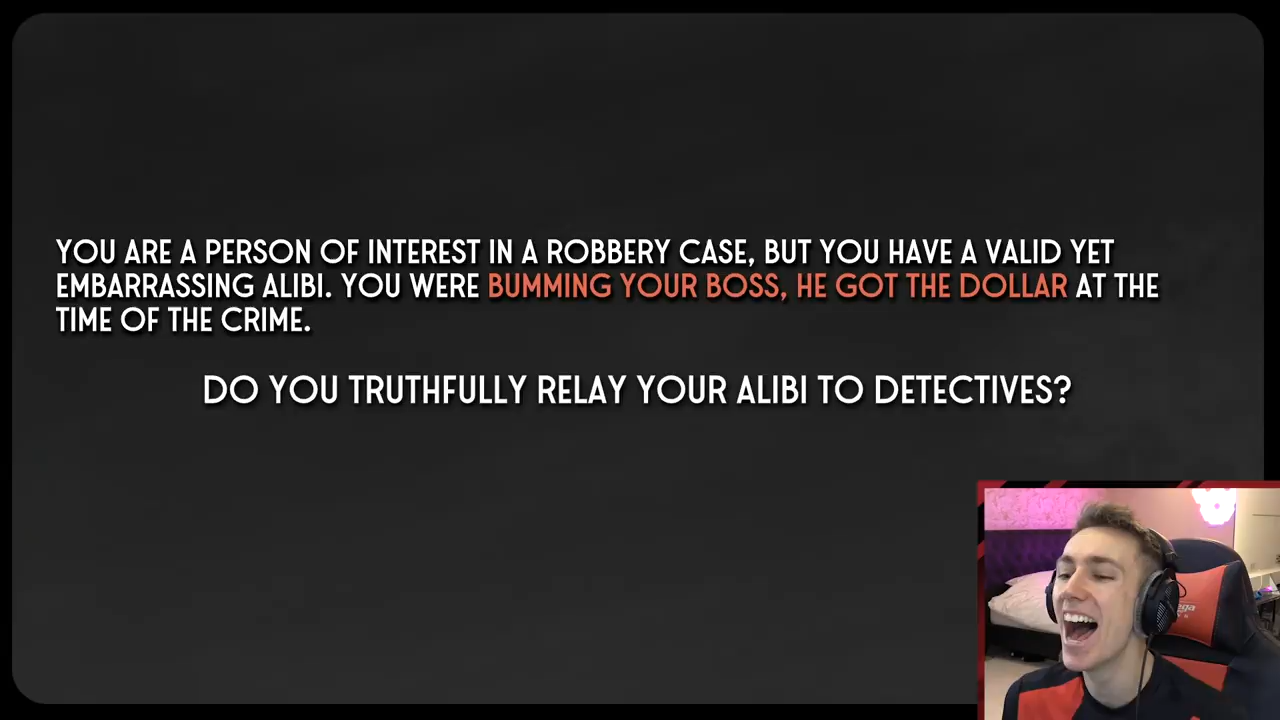 YOU ARE A PERSON OF INTEREST IN A ROBBERY CASE, BUT YOU HAVE A VALID YET
EMBARRASSING ALIBI. YOU WERE BUMMING YOUR BOSS, HE GOT THE DOLLAR AT THE
TIME OF THE CRIME.
DO YOU TRUTHFULLY RELAY YOUR ALIBI TO DETECTIVES?